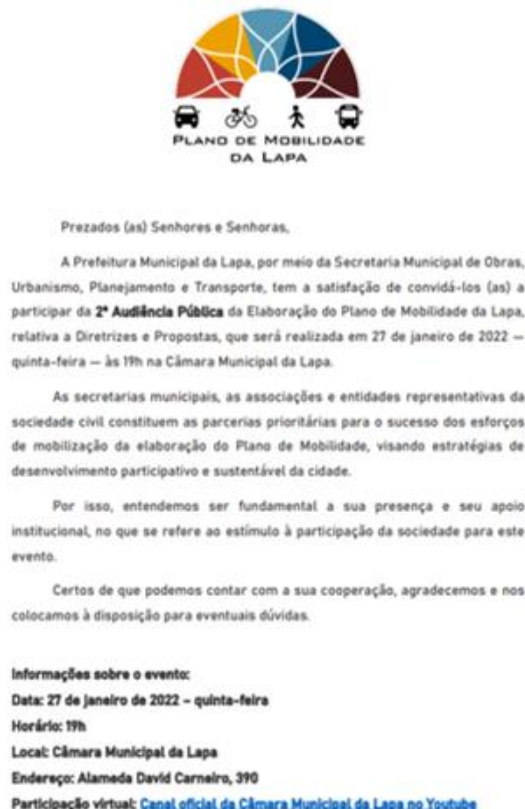 PLANO DE MOBILIDADE
DA LAPA
Prezados (as) Senhores e Senhoras,
A Prefeitura Municipal da Lapa, por meio da Secretaria Municipal de Obras,
Urbanismo, Planejamento e Transporte, tem a satisfação de convidá-los (as) a
participar da 2ª Audiência Pública da Elaboração do Plano de Mobilidade da Lapa,
relativa a Diretrizes e Propostas, que será realizada em 27 de janeiro de 2022 —
quinta-feira — às 19h na Câmara Municipal da Lapa.
As secretarias municipais, as associações e entidades representativas da
sociedade civil constituem as parcerias prioritárias para o sucesso dos esforços
de mobilização da elaboração do Plano de Mobilidade, visando estratégias de
desenvolvimento participativo e sustentável da cidade.
Por isso, entendemos ser fundamental a sua presença e seu apoio
institucional, no que se refere ao estímulo à participação da sociedade para este
evento.
Certos de que podemos contar com a sua cooperação, agradecemos e nos
colocamos à disposição para eventuais dúvidas.
Informações sobre o evento:
Data: 27 de janeiro de 2022 – quinta-feira
Horário: 19h
Local: Câmara Municipal da Lapa
Endereço: Alameda David Carneiro, 390
Participação virtual: Canal oficial da Câmara Municipal da Lapa no Youtube